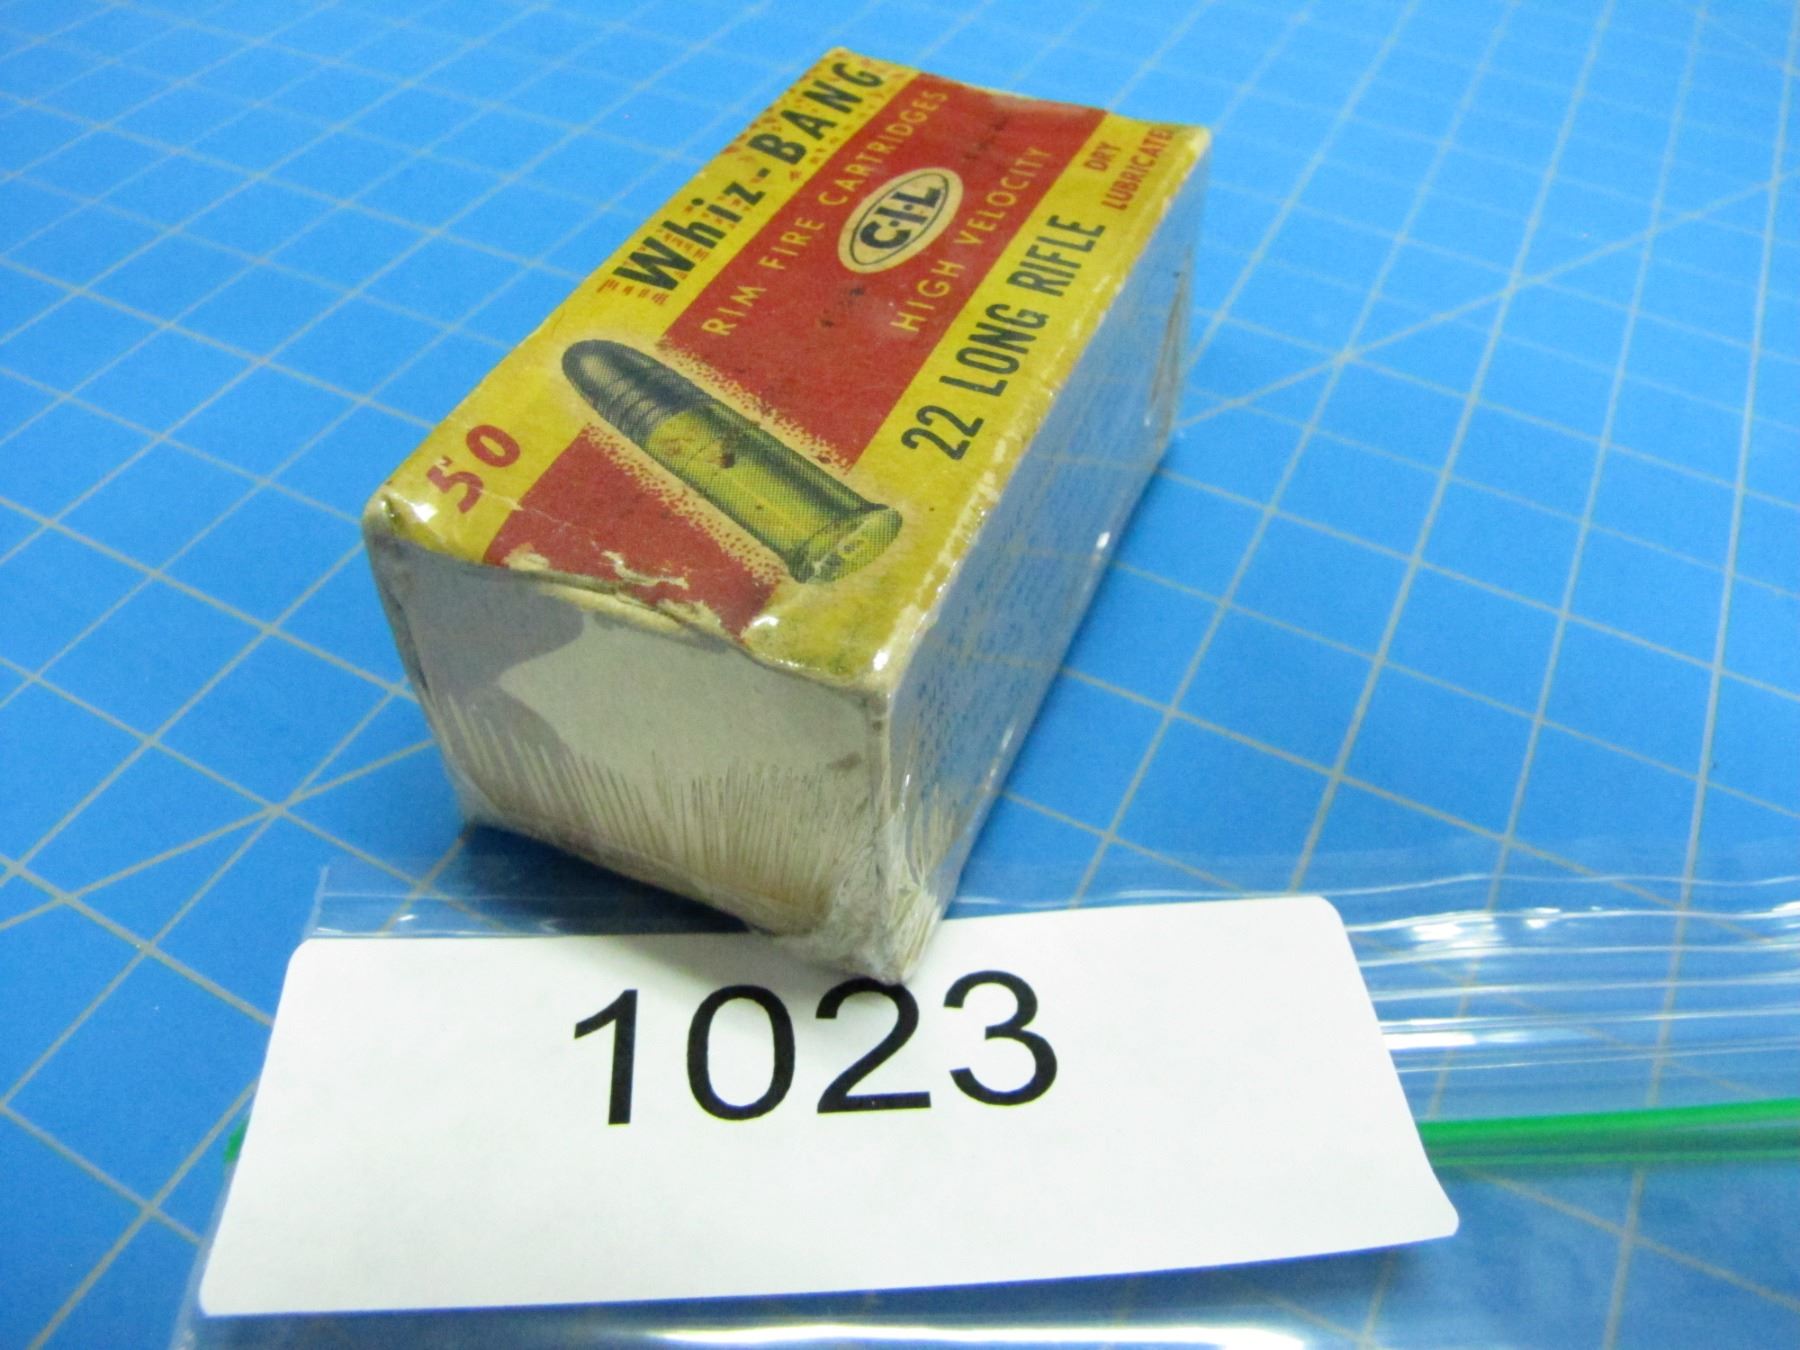 Whiz-BANG
RIM FIRE CARTRIDGES
C-I-L
HIGH VELOCITY
50
22 LONG RIFLE
DRY
LUBRICATED
1023